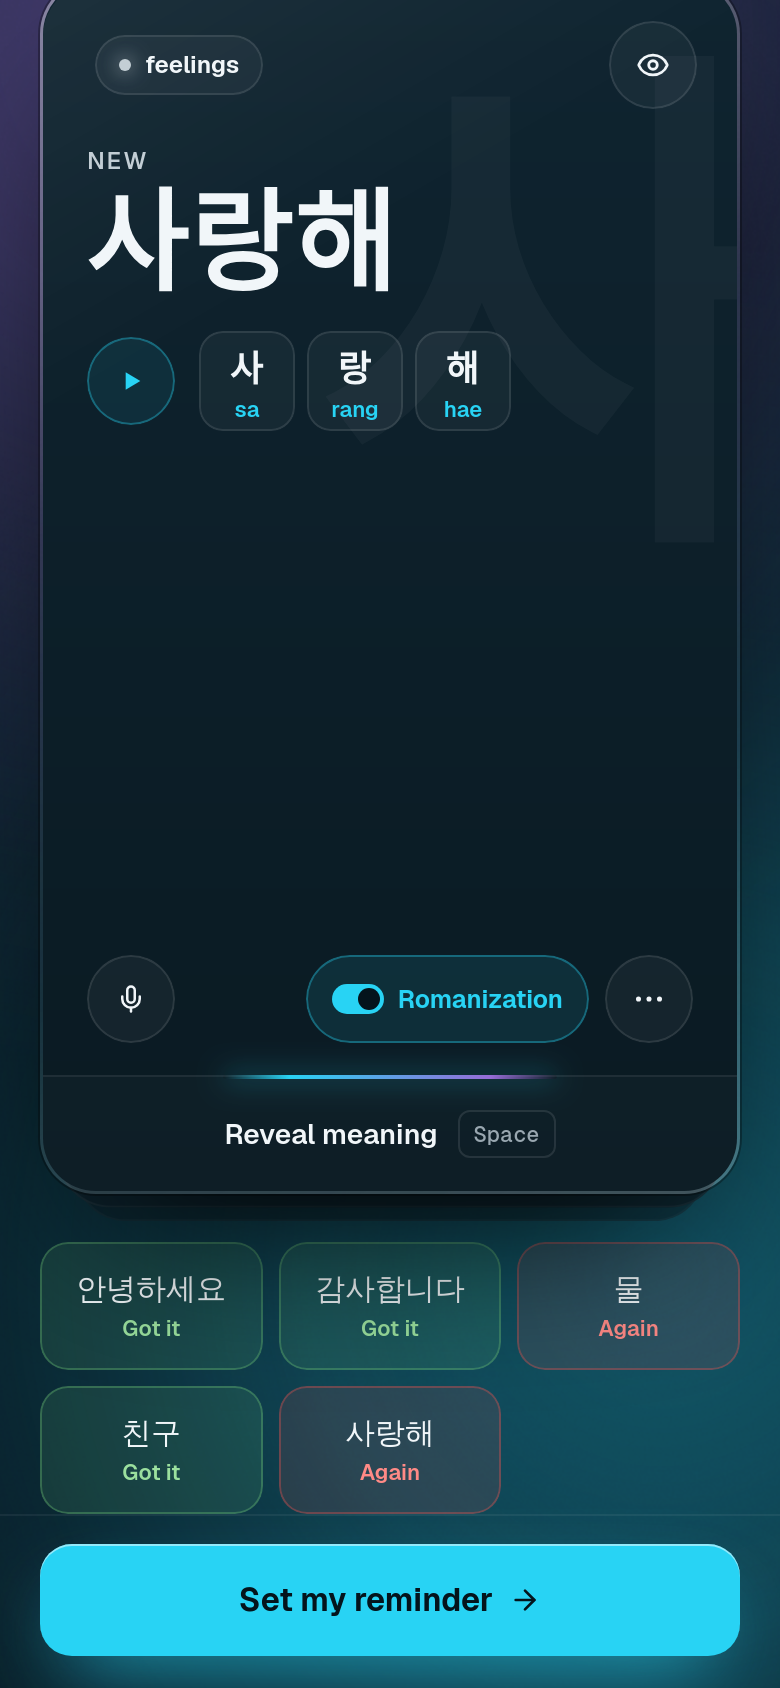 feelings
NEW
사랑해
사 랑 해
sa rang hae
Romanization
Reveal meaning Space
안녕하세요 감사합니다 물
Got it Got it Again
친구 사랑해
Got it Again
Set my reminder →